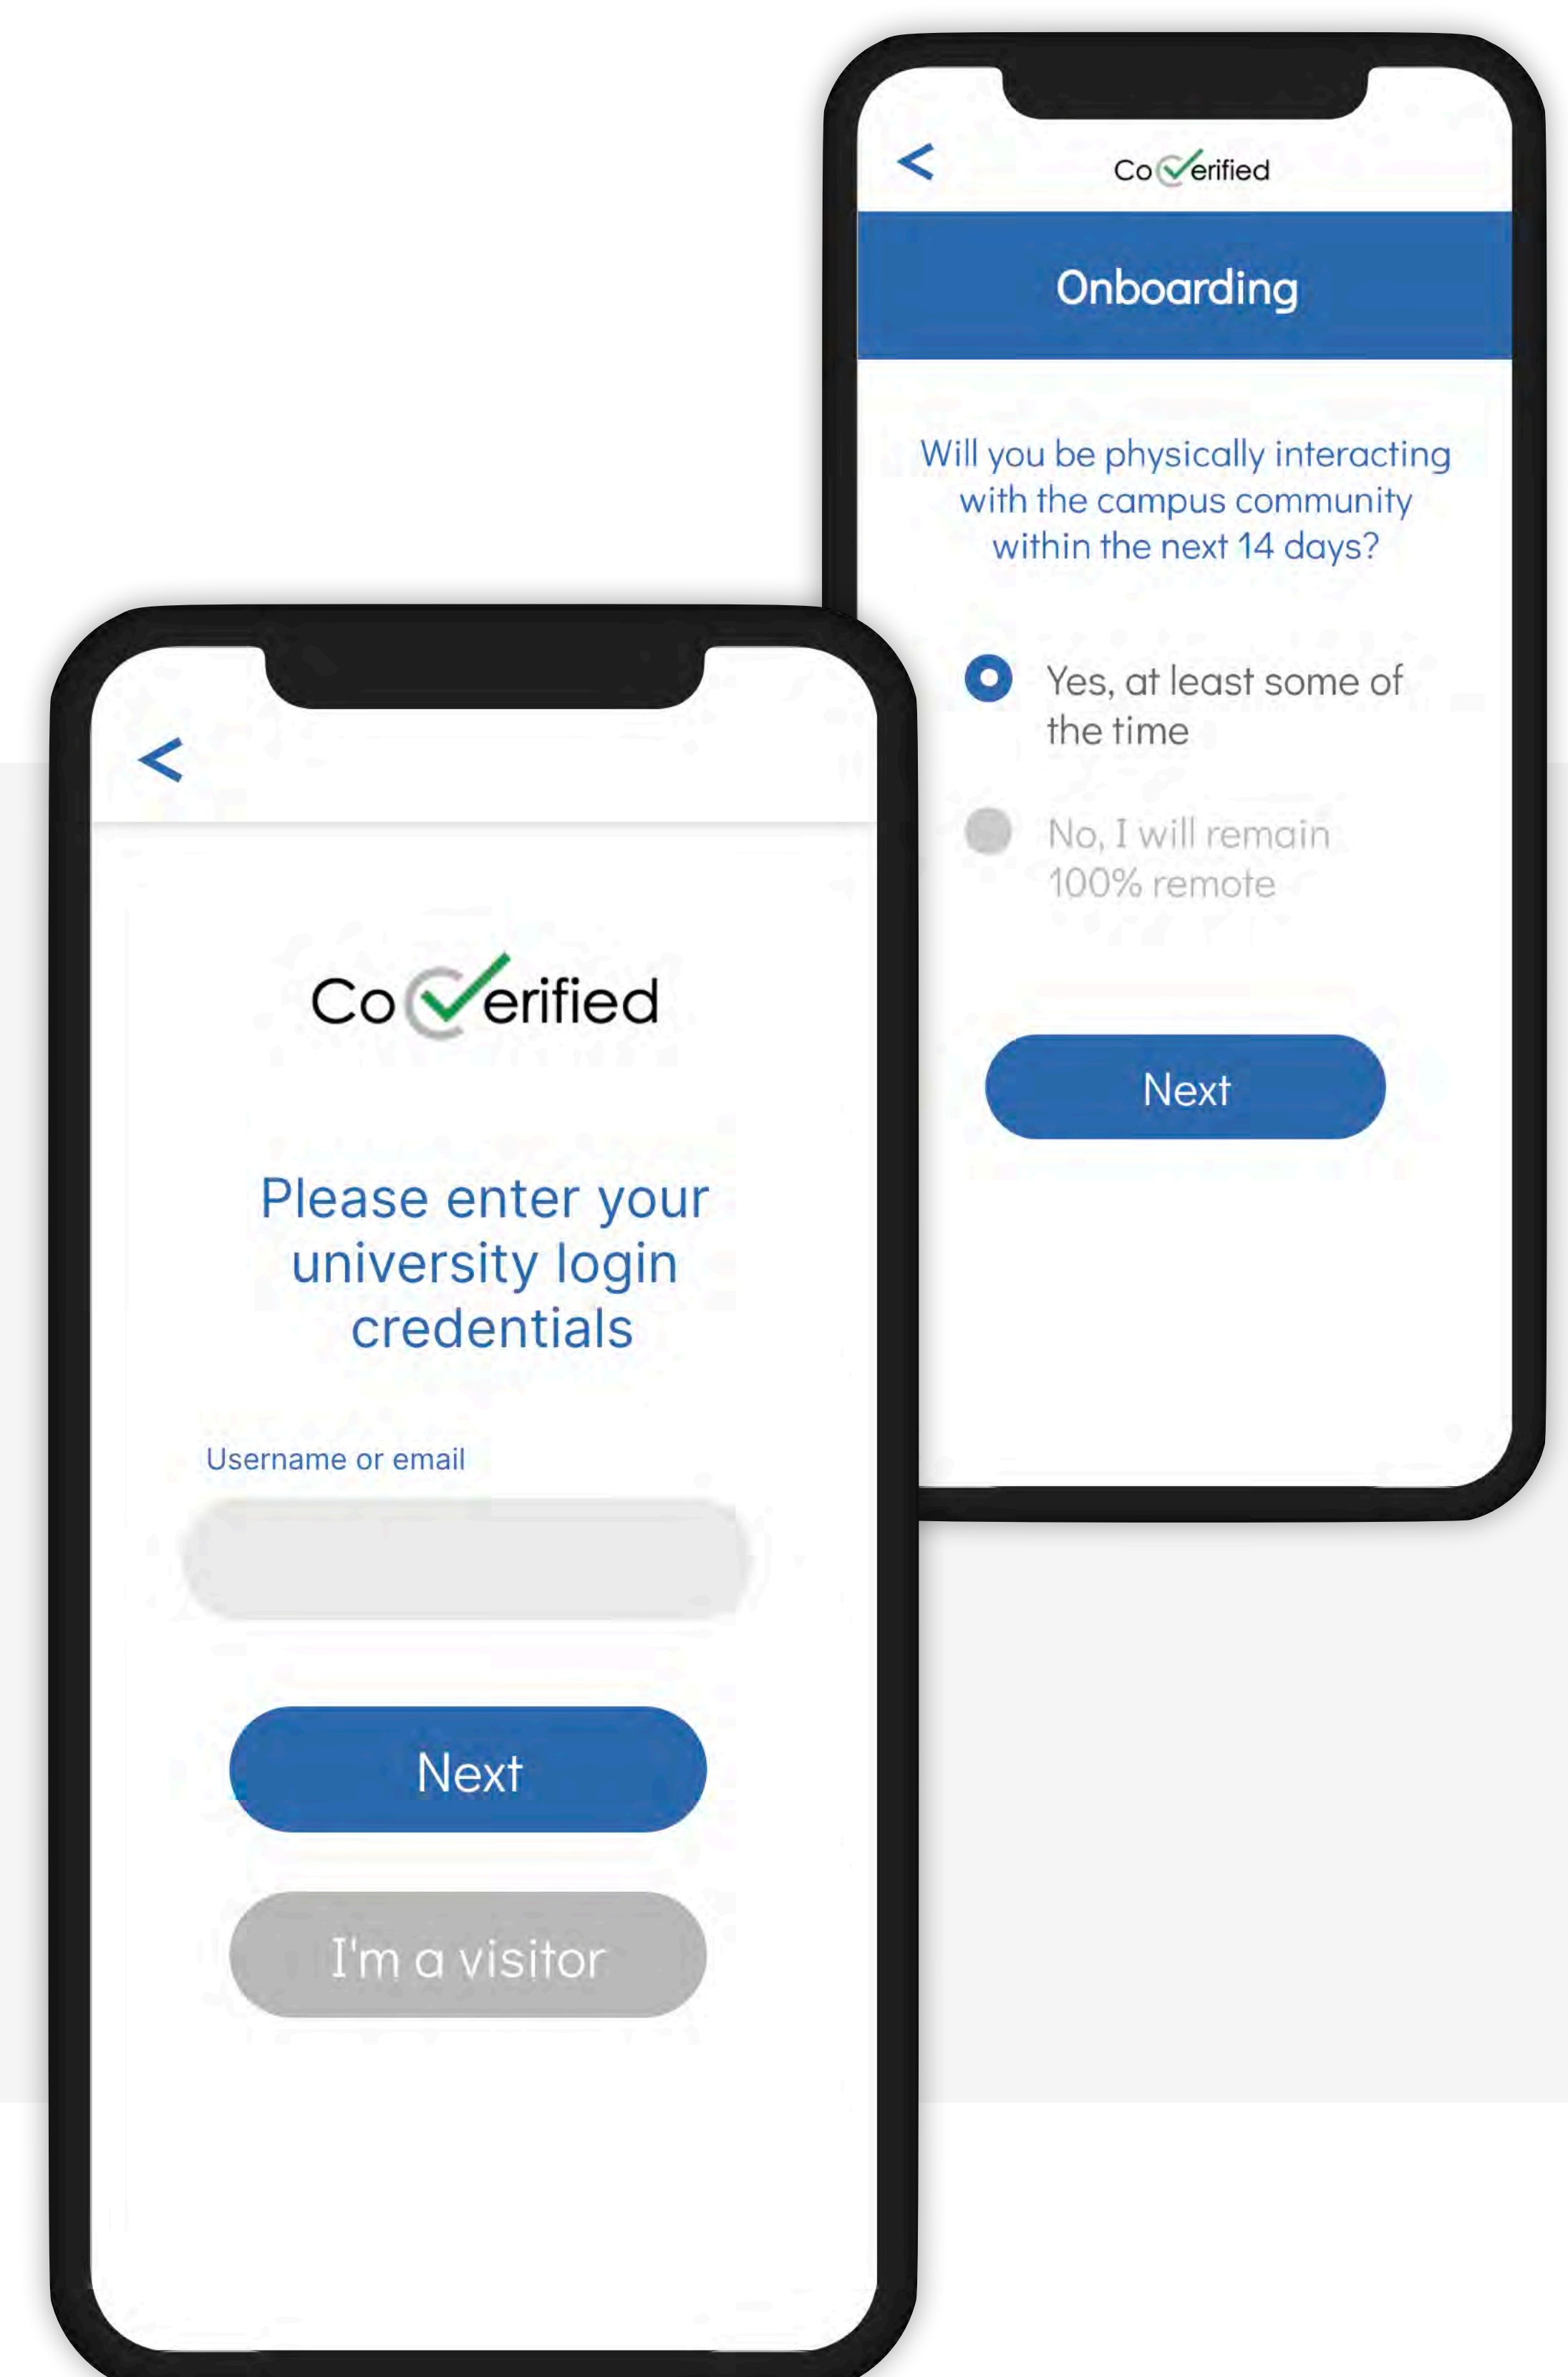 CoVerified
Onboarding
Will you be physically interacting
with the campus community
within the next 14 days?
Yes, at least some of
the time
No, I will remain
100% remote
Next
CoVerified
Please enter your
university login
credentials
Username or email
Next
I'm a visitor